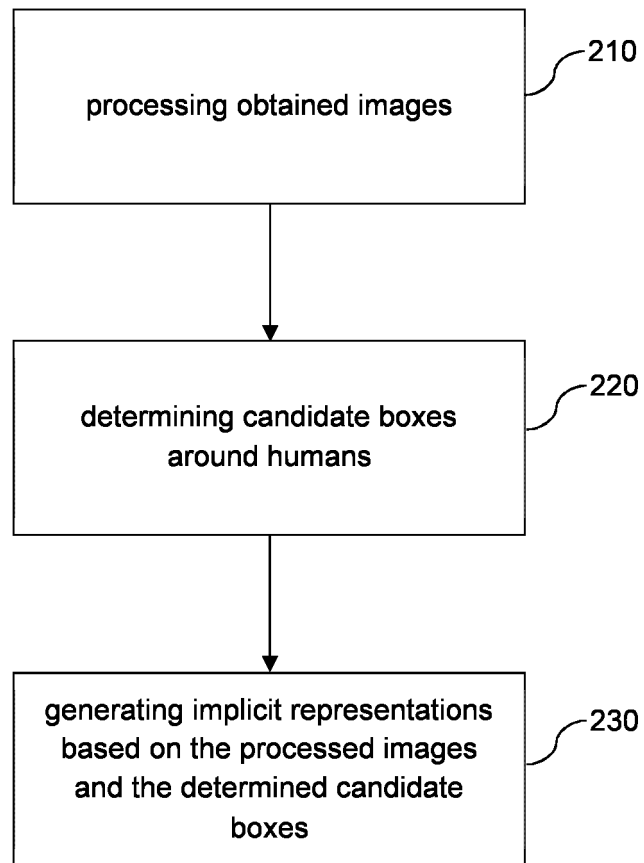 processing obtained images
210
determining candidate boxes
around humans
220
generating implicit representations
based on the processed images
and the determined candidate
boxes
230